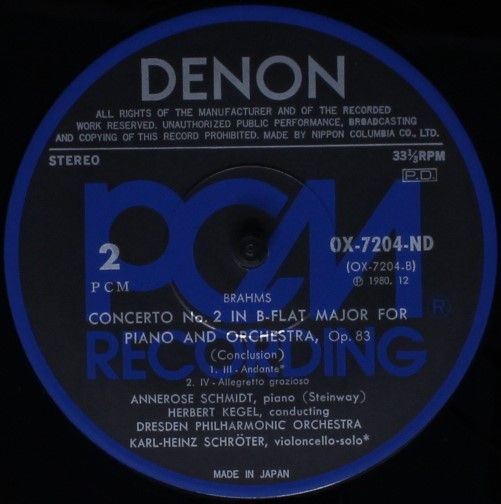 DENON
ALL RIGHTS OF THE MANUFACTURER AND OF THE RECORDED
WORK RESERVED. UNAUTHORIZED PUBLIC PERFORMANCE, BROADCASTING
AND COPYING OF THIS RECORD PROHIBITED. MADE BY NIPPON COLUMBIA CO., LTD.
STEREO 33⅓RPM
P.D.
PCM RECORDING ®
2
PCM
OX-7204-ND
(OX-7204-B)
Ⓟ 1980. 12
BRAHMS
CONCERTO No. 2 IN B-FLAT MAJOR FOR
PIANO AND ORCHESTRA, Op. 83
(Conclusion)
1. III - Andante*
2. IV - Allegretto grazioso
ANNEROSE SCHMIDT, piano (Steinway)
HERBERT KEGEL, conducting
DRESDEN PHILHARMONIC ORCHESTRA
KARL-HEINZ SCHRÖTER, violoncello-solo*
MADE IN JAPAN